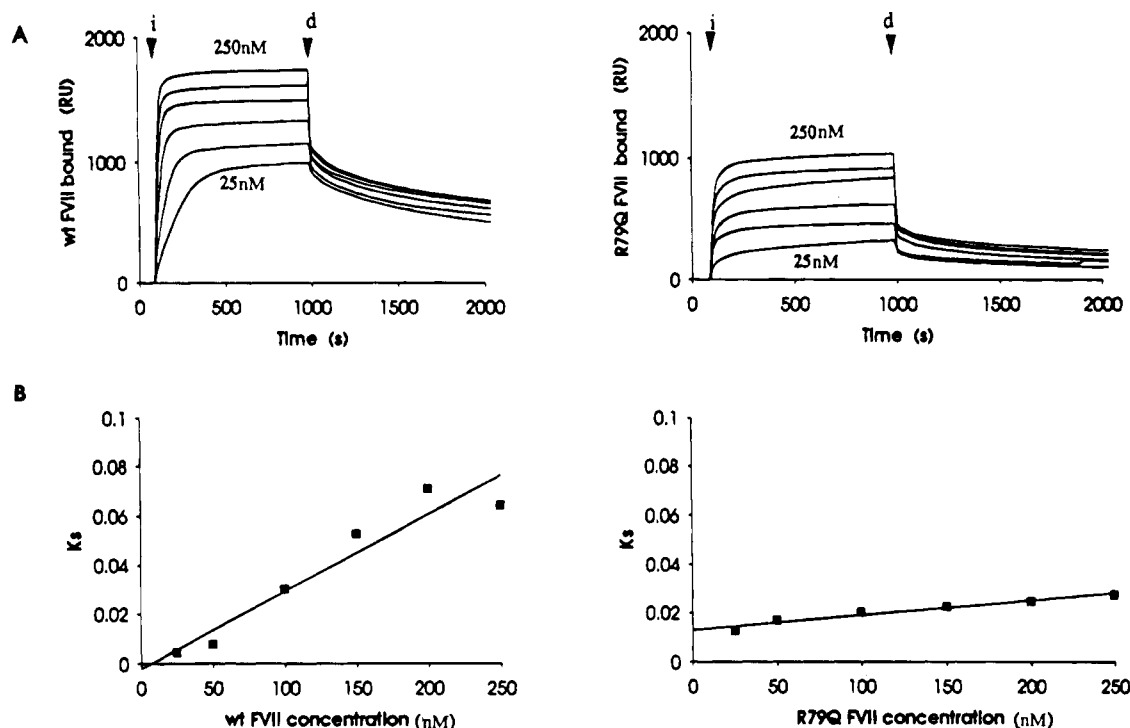 A
i
d
2000
1000
0
wt FVII bound (RU)
250nM
25nM
0
500
1000
1500
2000
Time (s)
i
d
2000
1000
0
R79Q FVII bound (RU)
250nM
25nM
0
500
1000
1500
2000
Time (s)
B
0.1
0.08
0.06
0.04
0.02
0
Ks
0
50
100
150
200
250
wt FVII concentration (nM)
0.1
0.08
0.06
0.04
0.02
0
Ks
0
50
100
150
200
250
R79Q FVII concentration (nM)